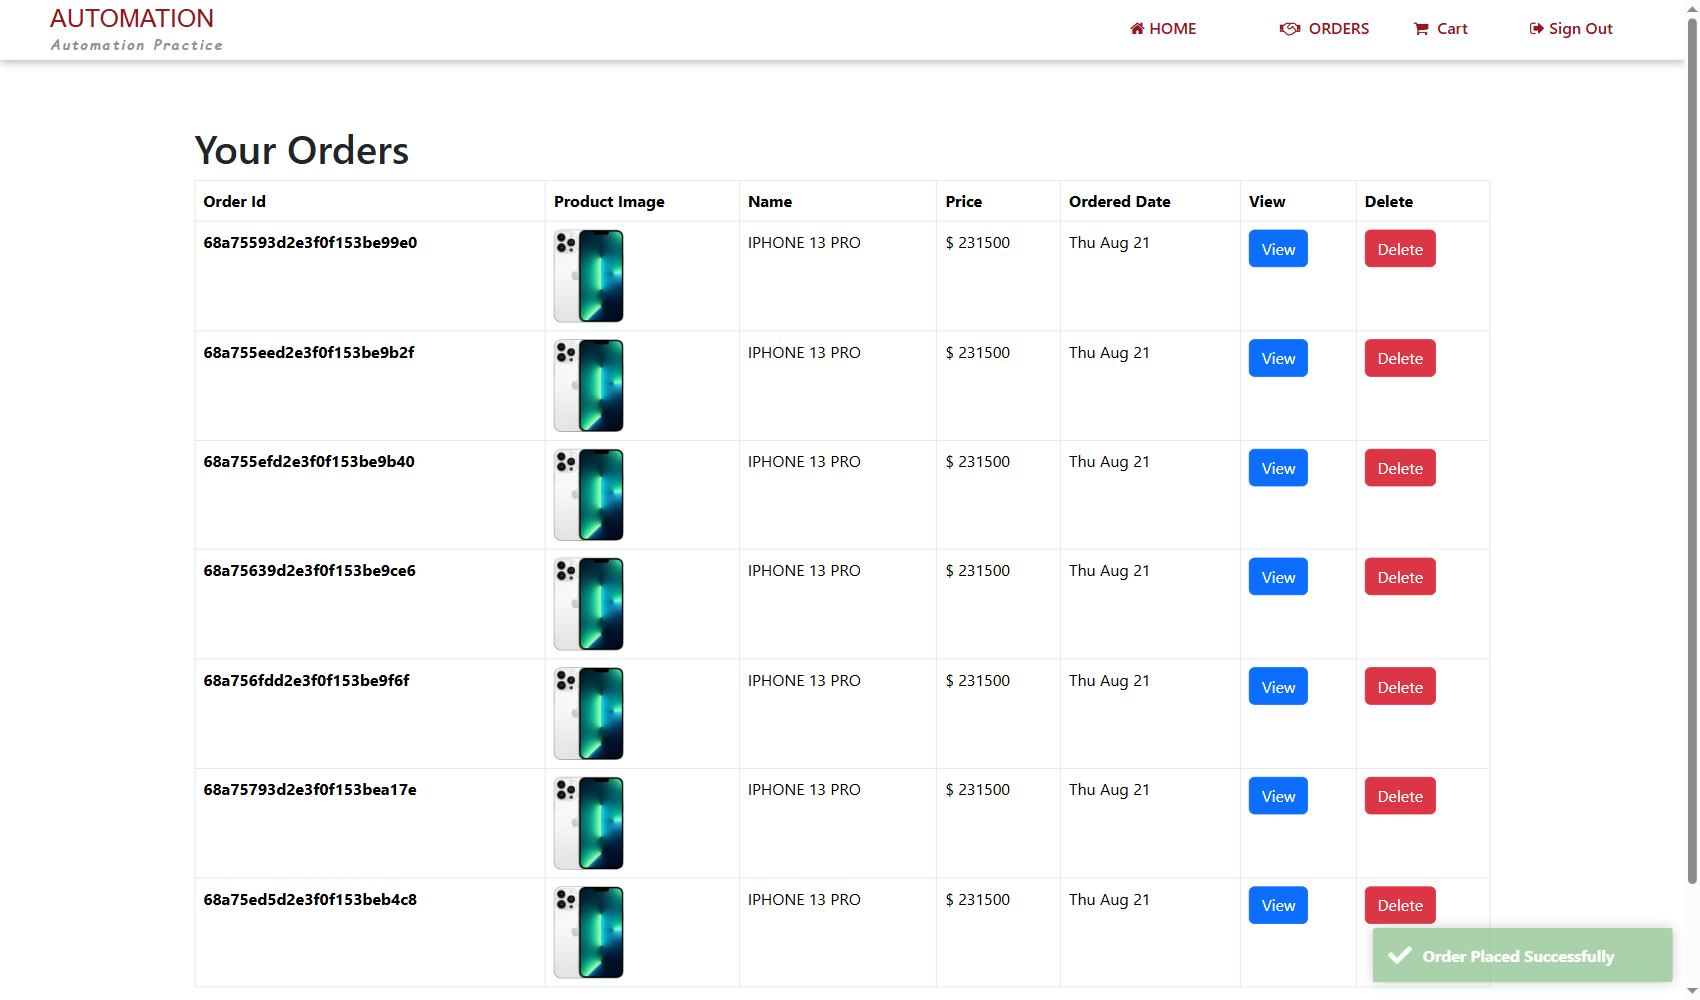 AUTOMATION
Automation Practice
HOME ORDERS Cart Sign Out
Your Orders
Order Id Product Image Name Price Ordered Date View Delete
68a75593d2e3f0f153be99e0 IPHONE 13 PRO $ 231500 Thu Aug 21 View Delete
68a755eed2e3f0f153be9b2f IPHONE 13 PRO $ 231500 Thu Aug 21 View Delete
68a755efd2e3f0f153be9b40 IPHONE 13 PRO $ 231500 Thu Aug 21 View Delete
68a75639d2e3f0f153be9ce6 IPHONE 13 PRO $ 231500 Thu Aug 21 View Delete
68a756fdd2e3f0f153be9f6f IPHONE 13 PRO $ 231500 Thu Aug 21 View Delete
68a75793d2e3f0f153bea17e IPHONE 13 PRO $ 231500 Thu Aug 21 View Delete
68a75ed5d2e3f0f153beb4c8 IPHONE 13 PRO $ 231500 Thu Aug 21 View Delete
Order Placed Successfully